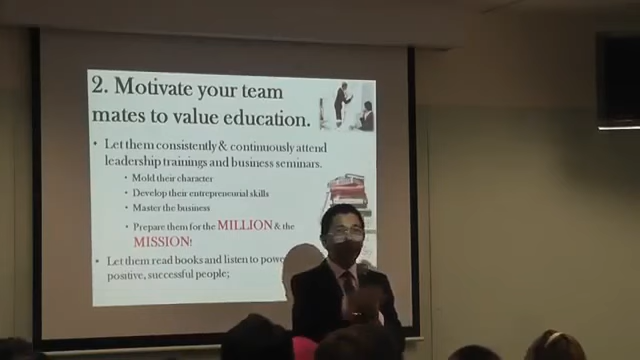 2. Motivate your team
mates to value education.
• Let them consistently & continuously attend
leadership trainings and business seminars.
• Mold their character
• Develop their entrepreneurial skills
• Master the business
• Prepare them for the MILLION & the
MISSION!
• Let them read books and listen to
positive, successful people;